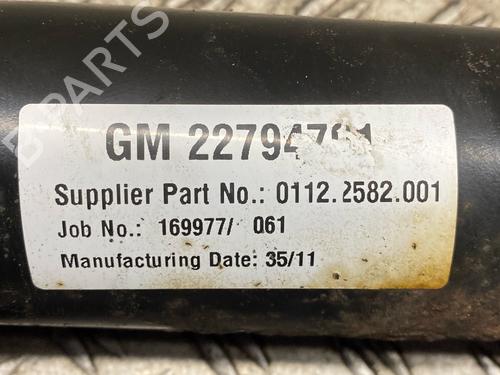 Supplier Part No.: 0112.2582.001
GM
Job No.: 169977/ 061
Manufacturing Date: 35/11